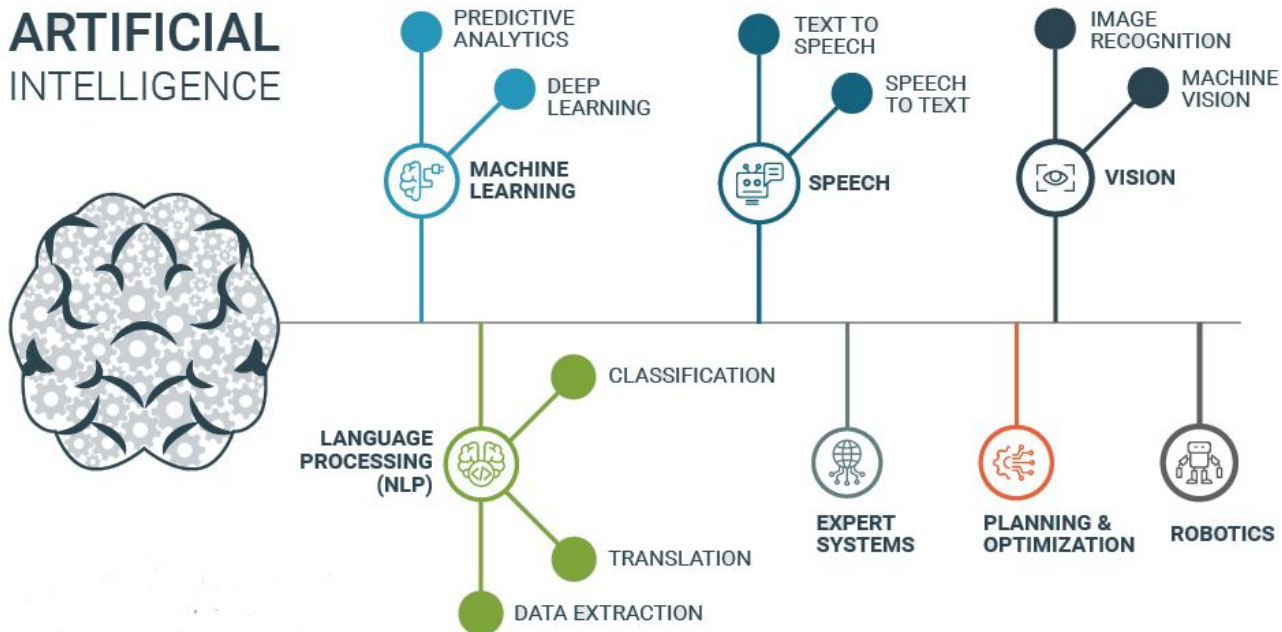 ARTIFICIAL
INTELLIGENCE
PREDICTIVE
ANALYTICS
DEEP
LEARNING
MACHINE
LEARNING
TEXT TO
SPEECH
SPEECH
TO TEXT
SPEECH
IMAGE
RECOGNITION
MACHINE
VISION
VISION
CLASSIFICATION
LANGUAGE
PROCESSING
(NLP)
TRANSLATION
DATA EXTRACTION
EXPERT
SYSTEMS
PLANNING &
OPTIMIZATION
ROBOTICS